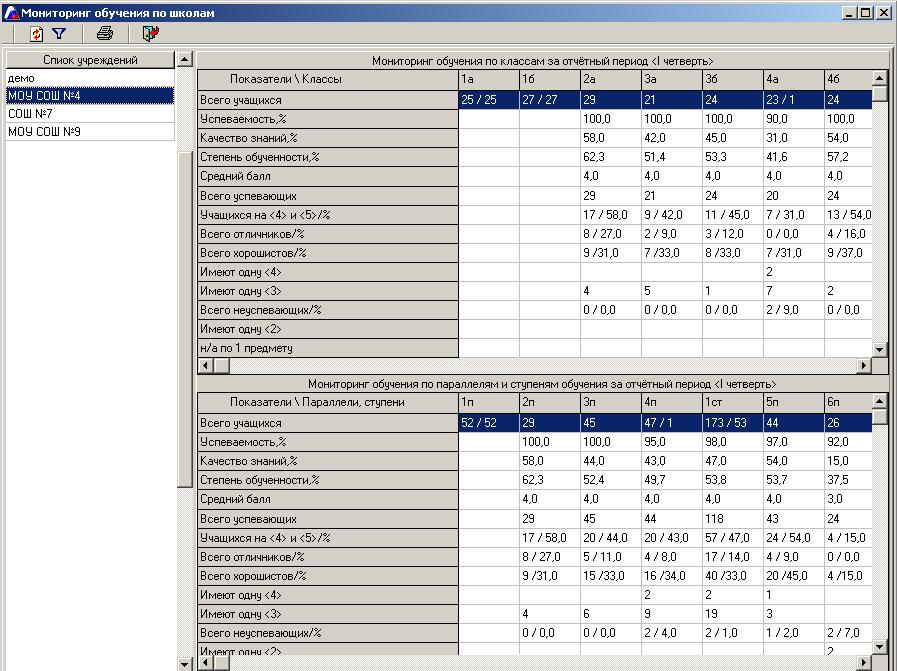 Мониторинг обучения по школам
Список учреждений
демо
МОУ СОШ №4
СОШ №7
МОУ СОШ №9
Мониторинг обучения по классам за отчётный период <I четверть>
Показатели \ Классы 1а 1б 2а 3а 3б 4а 4б
Всего учащихся 25 / 25 27 / 27 29 21 24 23 / 1 24
Успеваемость,% 100,0 100,0 100,0 90,0 100,0
Качество знаний,% 58,0 42,0 45,0 31,0 54,0
Степень обученности,% 62,3 51,4 53,3 41,6 57,2
Средний балл 4,0 4,0 4,0 4,0 4,0
Всего успевающих 29 21 24 20 24
Учащихся на <4> и <5>/% 17 / 58,0 9 / 42,0 11 / 45,0 7 / 31,0 13 / 54,0
Всего отличников/% 8 / 27,0 2 / 9,0 3 / 12,0 0 / 0,0 4 / 16,0
Всего хорошистов/% 9 /31,0 7 /33,0 8 /33,0 7 /31,0 9 /37,0
Имеют одну <4> 2
Имеют одну <3> 4 5 1 7 2
Всего неуспевающих/% 0 / 0,0 0 / 0,0 0 / 0,0 2 / 9,0 0 / 0,0
Имеют одну <2>
н/а по 1 предмету
Мониторинг обучения по параллелям и ступеням обучения за отчётный период <I четверть>
Показатели \ Параллели, ступени 1п 2п 3п 4п 1ст 5п 6п
Всего учащихся 52 / 52 29 45 47 / 1 173 / 53 44 26
Успеваемость,% 100,0 100,0 95,0 98,0 97,0 92,0
Качество знаний,% 58,0 44,0 43,0 47,0 54,0 15,0
Степень обученности,% 62,3 52,4 49,7 53,8 53,7 37,5
Средний балл 4,0 4,0 4,0 4,0 4,0 3,0
Всего успевающих 29 45 44 118 43 24
Учащихся на <4> и <5>/% 17 / 58,0 20 / 44,0 20 / 43,0 57 / 47,0 24 / 54,0 4 / 15,0
Всего отличников/% 8 / 27,0 5 / 11,0 4 / 8,0 17 / 14,0 4 / 9,0 0 / 0,0
Всего хорошистов/% 9 /31,0 15 /33,0 16 /34,0 40 /33,0 20 /45,0 4 /15,0
Имеют одну <4> 2 2 1
Имеют одну <3> 4 6 9 19 3
Всего неуспевающих/% 0 / 0,0 0 / 0,0 2 / 4,0 2 / 1,0 1 / 2,0 2 / 7,0
Имеют одну <2> 2